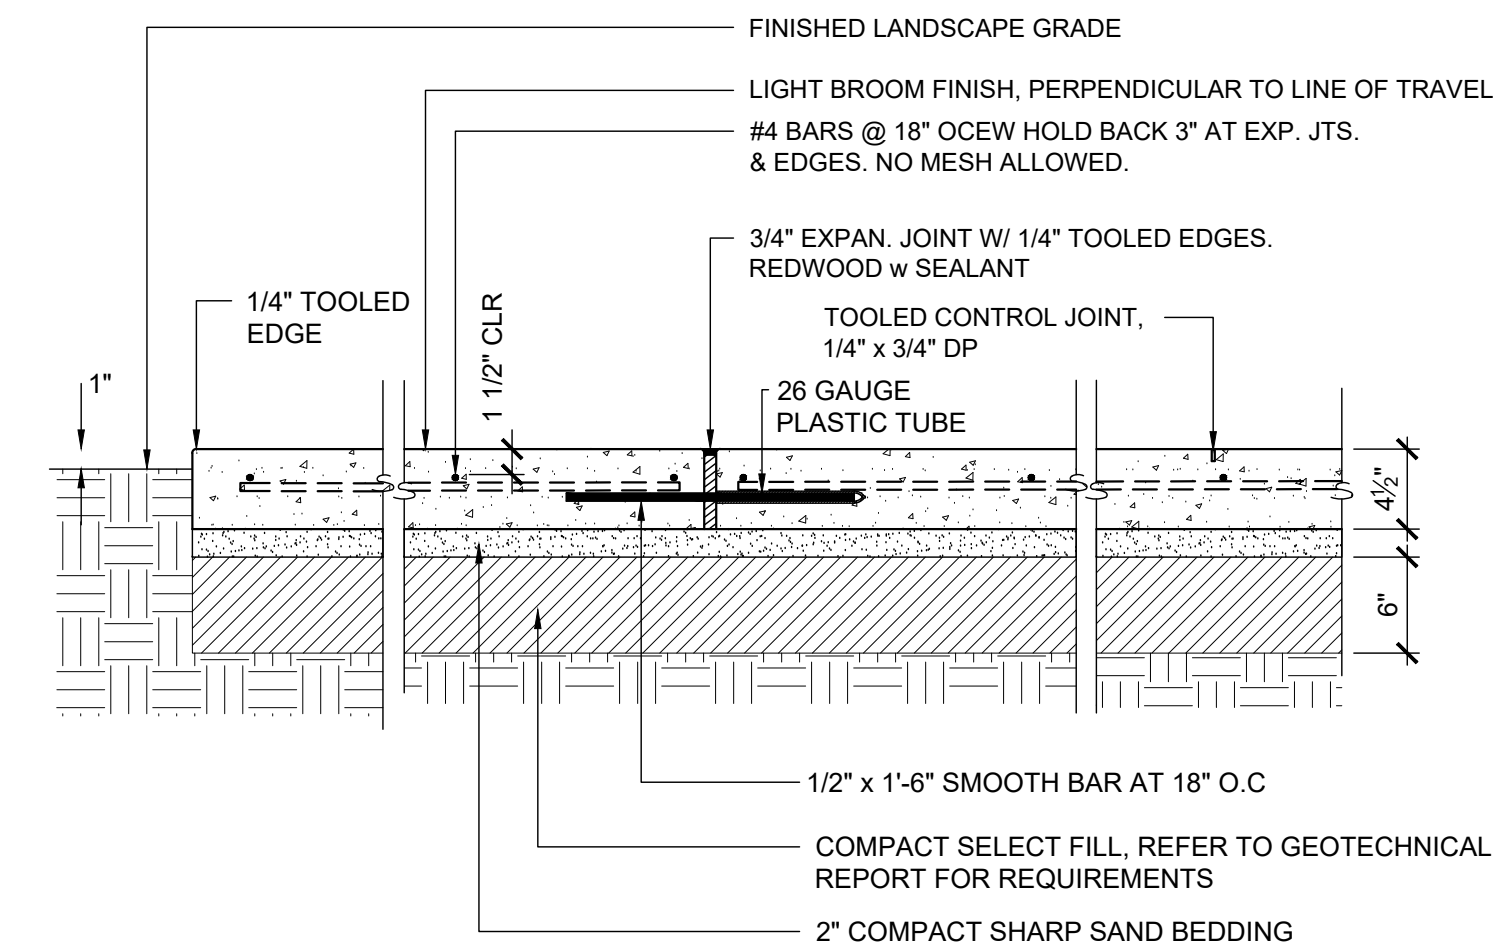 FINISHED LANDSCAPE GRADE
LIGHT BROOM FINISH, PERPENDICULAR TO LINE OF TRAVEL
#4 BARS @ 18" OCEW HOLD BACK 3" AT EXP. JTS.
& EDGES. NO MESH ALLOWED.
3/4" EXPAN. JOINT W/ 1/4" TOOLED EDGES.
REDWOOD w SEALANT
1/4" TOOLED
EDGE
1 1/2" CLR
TOOLED CONTROL JOINT,
1/4" x 3/4" DP
1"
26 GAUGE
PLASTIC TUBE
4½"
6"
1/2" x 1'-6" SMOOTH BAR AT 18" O.C
COMPACT SELECT FILL, REFER TO GEOTECHNICAL
REPORT FOR REQUIREMENTS
2" COMPACT SHARP SAND BEDDING